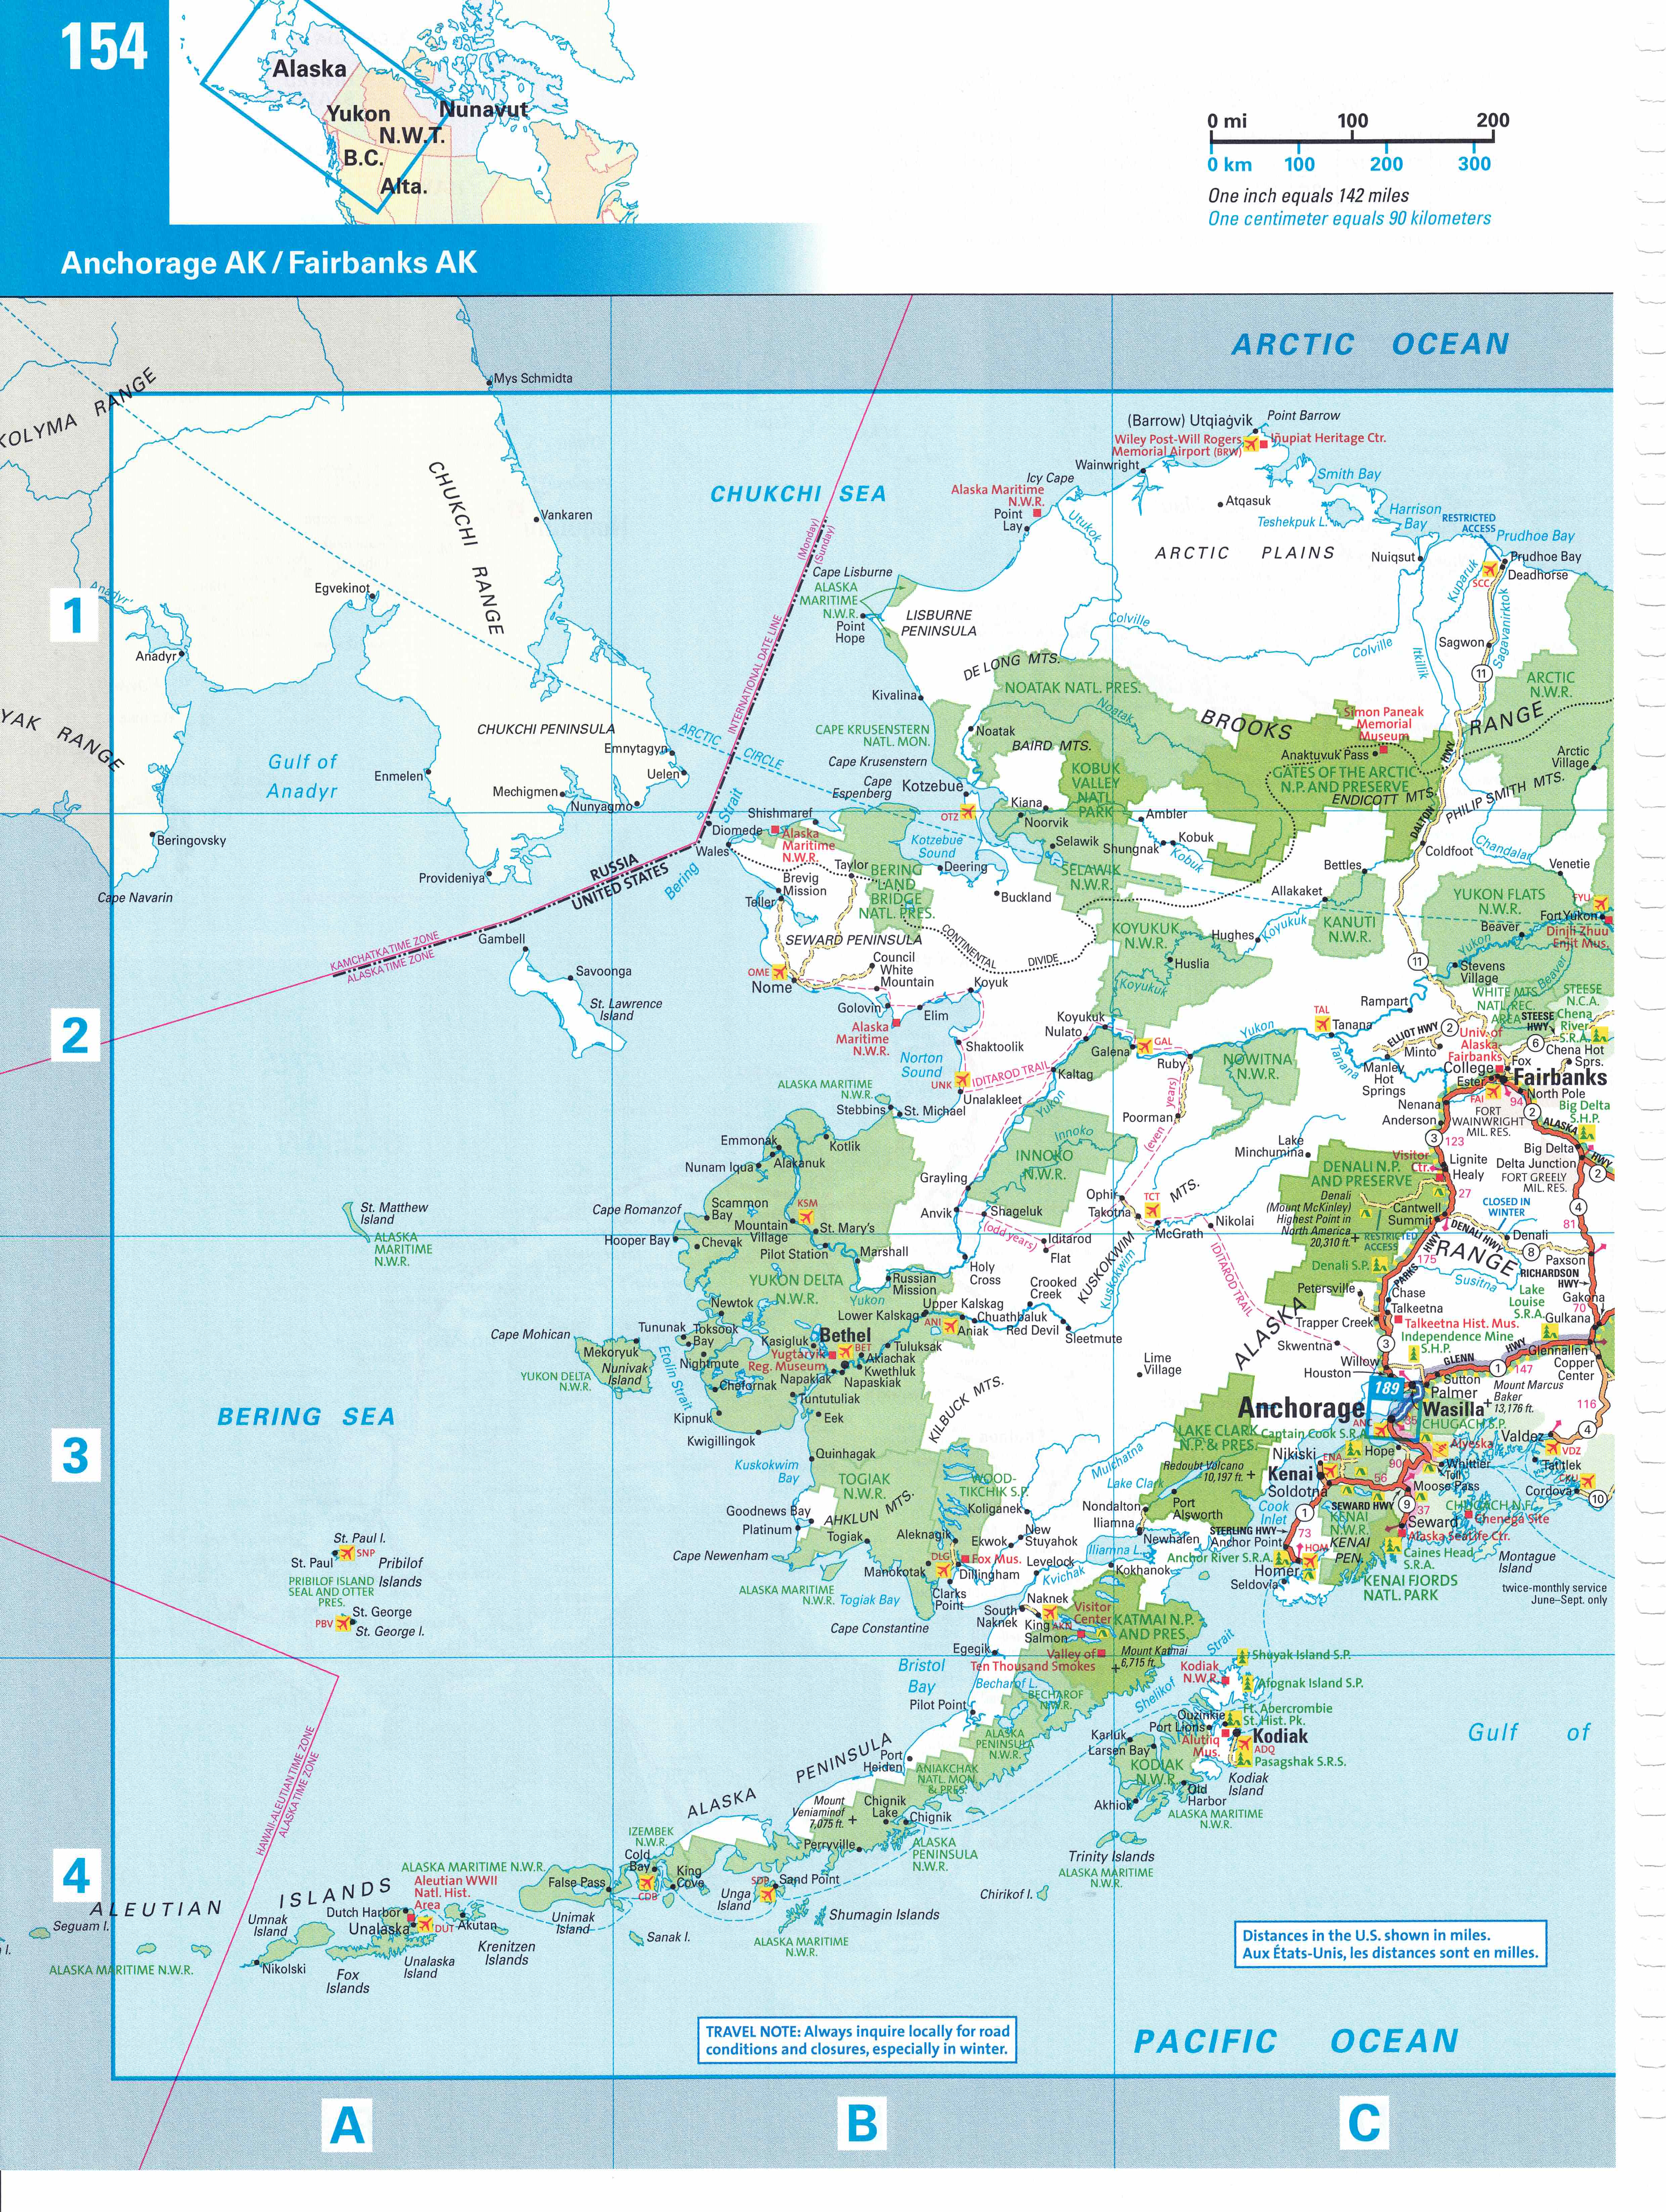 154
Alaska
Yukon
Nunavut
N.W.T.
B.C.
Alta.
0 mi 100 200
0 km 100 200 300
One inch equals 142 miles
One centimeter equals 90 kilometers
Anchorage AK / Fairbanks AK
ARCTIC OCEAN
Mys Schmidta
KOLYMA RANGE
CHUKCHI RANGE
Vankaren
CHUKCHI SEA
(Barrow) Utqiaġvik
Point Barrow
Wiley Post-Will Rogers
Memorial Airport (BRW)
Iñupiat Heritage Ctr.
Wainwright
Icy Cape
Smith Bay
Alaska Maritime
N.W.R.
Point
Lay
Utukok
Atqasuk
Teshekpuk L.
Harrison
Bay
RESTRICTED
ACCESS
Prudhoe Bay
Prudhoe Bay
Deadhorse
SCC
ARCTIC PLAINS
Nuiqsut
Kuparuk
Sagavanirktok
(Monday)
(Sunday)
INTERNATIONAL DATE LINE
Cape Lisburne
ALASKA
MARITIME
N.W.R.
Point
Hope
LISBURNE
PENINSULA
Colville
Colville
Itkillik
Sagwon
11
1
Anadyr'
Egvekinot
Anadyr
YAK RANGE
DE LONG MTS.
NOATAK NATL. PRES.
Noatak
Kivalina
BROOKS
RANGE
Simon Paneak
Memorial
Museum
ARCTIC
N.W.R.
CHUKCHI PENINSULA
Emnytagyn
Uelen
ARCTIC CIRCLE
CAPE KRUSENSTERN
NATL. MON.
Cape Krusenstern
Noatak
BAIRD MTS.
KOBUK
VALLEY
NATL.
PARK
Anaktuvuk Pass
GATES OF THE ARCTIC
N.P. AND PRESERVE
ENDICOTT MTS.
Arctic
Village
PHILIP SMITH MTS.
DALTON HWY
Gulf of
Anadyr
Enmelen
Mechigmen
Nunyagmo
Cape
Espenberg
Kotzebue
OTZ
Kiana
Noorvik
Ambler
Kobuk
Shungnak
Kobuk
Selawik
SELAWIK
N.W.R.
Beringovsky
Cape Navarin
Provideniya
RUSSIA
UNITED STATES
Bering Strait
Shishmaref
Diomede
Wales
Alaska
Maritime
N.W.R.
Kotzebue
Sound
Deering
Taylor
BERING
LAND
BRIDGE
NATL. PRES.
Buckland
Brevig
Mission
Teller
SEWARD PENINSULA
CONTINENTAL DIVIDE
Bettles
Coldfoot
Chandalar
Venetie
Allakaket
YUKON FLATS
N.W.R.
FYU
Fort Yukon
Dinjii Zhuu
Enjit Mus.
Beaver
Yukon
KANUTI
N.W.R.
KOYUKUK
N.W.R.
Hughes
Koyukuk
Huslia
Koyukuk
11
Stevens
Village
Beaver
KAMCHATKA TIME ZONE
ALASKA TIME ZONE
Gambell
Savoonga
St. Lawrence
Island
OME
Nome
Council
White
Mountain
Koyuk
Golovin
Elim
Alaska
Maritime
N.W.R.
Norton
Sound
Shaktoolik
UNK
IDITAROD TRAIL
Unalakleet
Koyukuk
Nulato
Kaltag
Galena
GAL
Ruby
Yukon
TAL
Tanana
Rampart
WHITE MTS.
NATL. REC.
AREA
STEESE
N.C.A.
STEESE
HWY
Chena
River
S.R.A.
ELLIOT HWY
2
Minto
Univ. of
Alaska
Fairbanks
6
Chena Hot
Sprs.
Fox
College
Ester
Fairbanks
North Pole
FAI
94
2
NOWITNA
N.W.R.
Manley
Hot
Springs
Tanana
Nenana
Anderson
FORT
WAINWRIGHT
MIL. RES.
Big Delta
S.H.P.
ALASKA HWY
2
2
ALASKA MARITIME
N.W.R.
Stebbins
St. Michael
Yukon
Innoko
INNOKO
N.W.R.
Poorman
(even years)
Lake
Minchumina
3
123
Visitor
Ctr.
Lignite
Healy
27
Big Delta
Delta Junction
FORT GREELY
MIL. RES.
DENALI N.P.
AND PRESERVE
Denali
(Mount McKinley)
Highest Point in
North America
20,310 ft.
Cantwell
Summit
CLOSED IN
WINTER
DENALI HWY
Denali
8
Paxson
4
81
RESTRICTED
ACCESS
Denali S.P.
RANGE
RICHARDSON
HWY
PARKS HWY
175
Susitna
Emmonak
Kotlik
Nunam Iqua
Alakanuk
Grayling
Cape Romanzof
Scammon
Bay
KSM
Mountain
Village
St. Mary's
Anvik
Shageluk
(odd years)
Ophir
TCT
Takotna
MTS.
McGrath
Nikolai
Hooper Bay
Chevak
Pilot Station
Marshall
Iditarod
Flat
Holy
Cross
IDITAROD TRAIL
St. Matthew
Island
ALASKA
MARITIME
N.W.R.
YUKON DELTA
N.W.R.
Russian
Mission
Yukon
Crooked
Creek
KUSKOKWIM
Kuskokwim
Petersville
Chase
Talkeetna
Talkeetna Hist. Mus.
Lake
Louise
S.R.A.
Gakona
70
Gulkana
Newtok
Lower Kalskag
Upper Kalskag
Chuathbaluk
Red Devil
Sleetmute
ANI
Aniak
Trapper Creek
Independence Mine
S.H.P.
ALASKA
Cape Mohican
Tununak
Toksook
Bay
Kasigluk
Bethel
BET
Tuluksak
Akiachak
Kwethluk
Napaskiak
Yugtarvik
Reg. Museum
Napakiak
Mekoryuk
Nunivak
Island
YUKON DELTA
N.W.R.
Etolin Strait
Nightmute
Chefornak
Tuntutuliak
Eek
Kipnuk
Kwigillingok
Lime
Village
Skwentna
Willow
Houston
3
GLENN HWY
1
147
Glennallen
Copper
Center
Sutton
Palmer
Wasilla
Mount Marcus
Baker
13,176 ft.
116
BERING SEA
KILBUCK MTS.
189
Anchorage
ANC
35
CHUGACH S.P.
Captain Cook S.R.A.
LAKE CLARK
N.P. & PRES.
Nikiski
ENA
Hope
Alyeska
Whittier
Toll
Valdez
VDZ
4
Quinhagak
Kuskokwim
Bay
TOGIAK
N.W.R.
WOOD-
TIKCHIK S.P.
Mulchatna
Redoubt Volcano
10,197 ft.
Kenai
Soldotna
90
56
Moose Pass
Tatitlek
CKU
Cordova
10
Lake Clark
Nondalton
Port
Alsworth
Iliamna
Cook
Inlet
SEWARD HWY
9
37
CHUGACH N.F.
Chenega Site
1
KENAI
N.W.R.
Seward
Alaska SeaLife Ctr.
Goodnews Bay
Platinum
AHKLUN MTS.
Togiak
Aleknagik
Koliganek
Ekwok
New
Stuyahok
STERLING HWY
73
Newhalen
Iliamna L.
Anchor Point
Anchor River S.R.A.
HOM
Homer
Seldovia
KENAI
PEN.
Caines Head
S.R.A.
KENAI FJORDS
NATL. PARK
Montague
Island
twice-monthly service
June–Sept. only
Cape Newenham
DLG
Manokotak
Fox Mus.
Dillingham
Clarks
Point
Levelock
Kvichak
Kokhanok
ALASKA MARITIME
N.W.R.
Togiak Bay
Cape Constantine
Naknek
South
Naknek
King
Salmon
AKN
Visitor
Center
KATMAI N.P.
AND PRES.
Egegik
Valley of
Ten Thousand Smokes
Mount Katmai
6,715 ft.
St. Paul I.
SNP
St. Paul
Pribilof
Islands
PRIBILOF ISLAND
SEAL AND OTTER
PRES.
PBV
St. George
St. George I.
2
3
Bristol
Bay
Becharof L.
BECHAROF
N.W.R.
Pilot Point
Shelikof Strait
Kodiak
N.W.R.
Shuyak Island S.P.
Afognak Island S.P.
Ouzinkie
Port Lions
Ft. Abercrombie
St. Hist. Pk.
Kodiak
ADQ
Alutiiq
Mus.
Pasagshak S.R.S.
Karluk
Larsen Bay
KODIAK
N.W.R.
Old
Harbor
Kodiak
Island
Akhiok
ALASKA MARITIME
N.W.R.
Gulf of
HAWAII-ALEUTIAN TIME ZONE
ALASKA TIME ZONE
ALASKA PENINSULA
ALASKA
PENINSULA
N.W.R.
Port
Heiden
ANIAKCHAK
NATL. MON.
& PRES.
Mount
Veniaminof
7,075 ft.
Chignik
Lake
Chignik
Perryville
ALASKA
PENINSULA
N.W.R.
Trinity Islands
ALASKA MARITIME
N.W.R.
Chirikof I.
IZEMBEK
N.W.R.
Cold
Bay
King
Cove
CDB
False Pass
Unimak
Island
Sanak I.
SDP
Sand Point
Unga
Island
Shumagin Islands
ALASKA MARITIME
N.W.R.
4
ALEUTIAN ISLANDS
ALASKA MARITIME N.W.R.
Aleutian WWII
Natl. Hist.
Area
Dutch Harbor
Unalaska
DUT
Akutan
Krenitzen
Islands
Unalaska
Island
Umnak
Island
Nikolski
Fox
Islands
Seguam I.
I.
ALASKA MARITIME N.W.R.
Distances in the U.S. shown in miles.
Aux États-Unis, les distances sont en milles.
TRAVEL NOTE: Always inquire locally for road
conditions and closures, especially in winter.
PACIFIC OCEAN
A
B
C